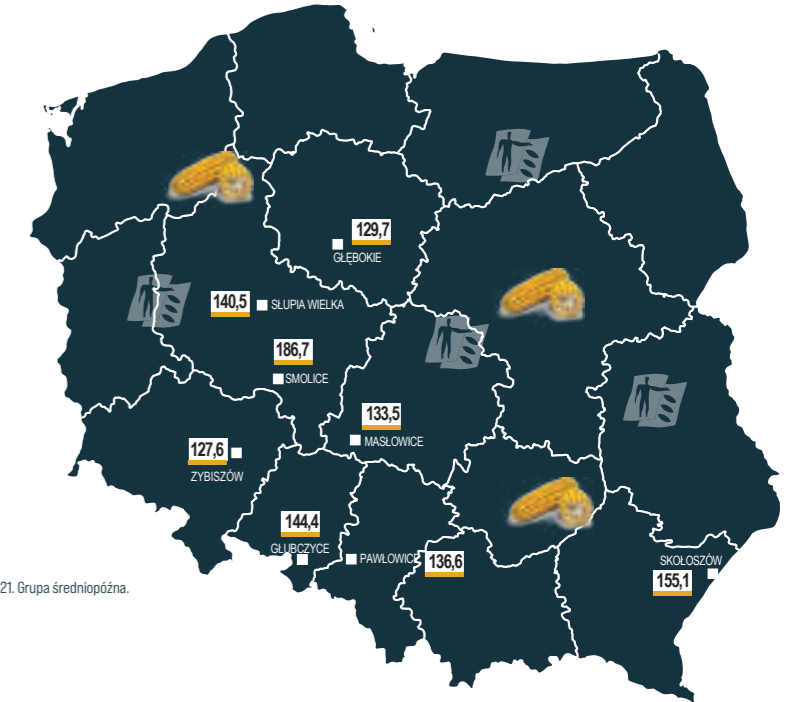 129,7
GŁĘBOKIE
140,5
SŁUPIA WIELKA
186,7
SMOLICE
133,5
MASŁOWICE
127,6
ZYBISZÓW
144,4
GŁUBCZYCE
PAWŁOWICE
136,6
SKOŁOSZÓW
155,1
21. Grupa średniopóźna.